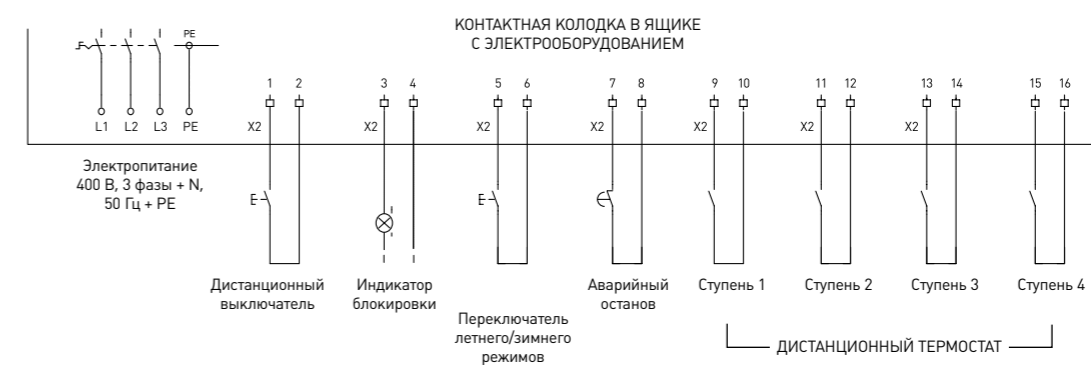 КОНТАКТНАЯ КОЛОДКА В ЯЩИКЕ
С ЭЛЕКТРООБОРУДОВАНИЕМ
PE
1 2 3 4 5 6 7 8 9 10 11 12 13 14 15 16
L1 L2 L3 PE
X2 X2 X2 X2 X2 X2 X2
Электропитание
400 В, 3 фазы + N,
50 Гц + PE
Дистанционный
выключатель
Индикатор
блокировки
Переключатель
летнего/зимнего
режимов
Аварийный
останов
Ступень 1
Ступень 2
Ступень 3
Ступень 4
ДИСТАНЦИОННЫЙ ТЕРМОСТАТ